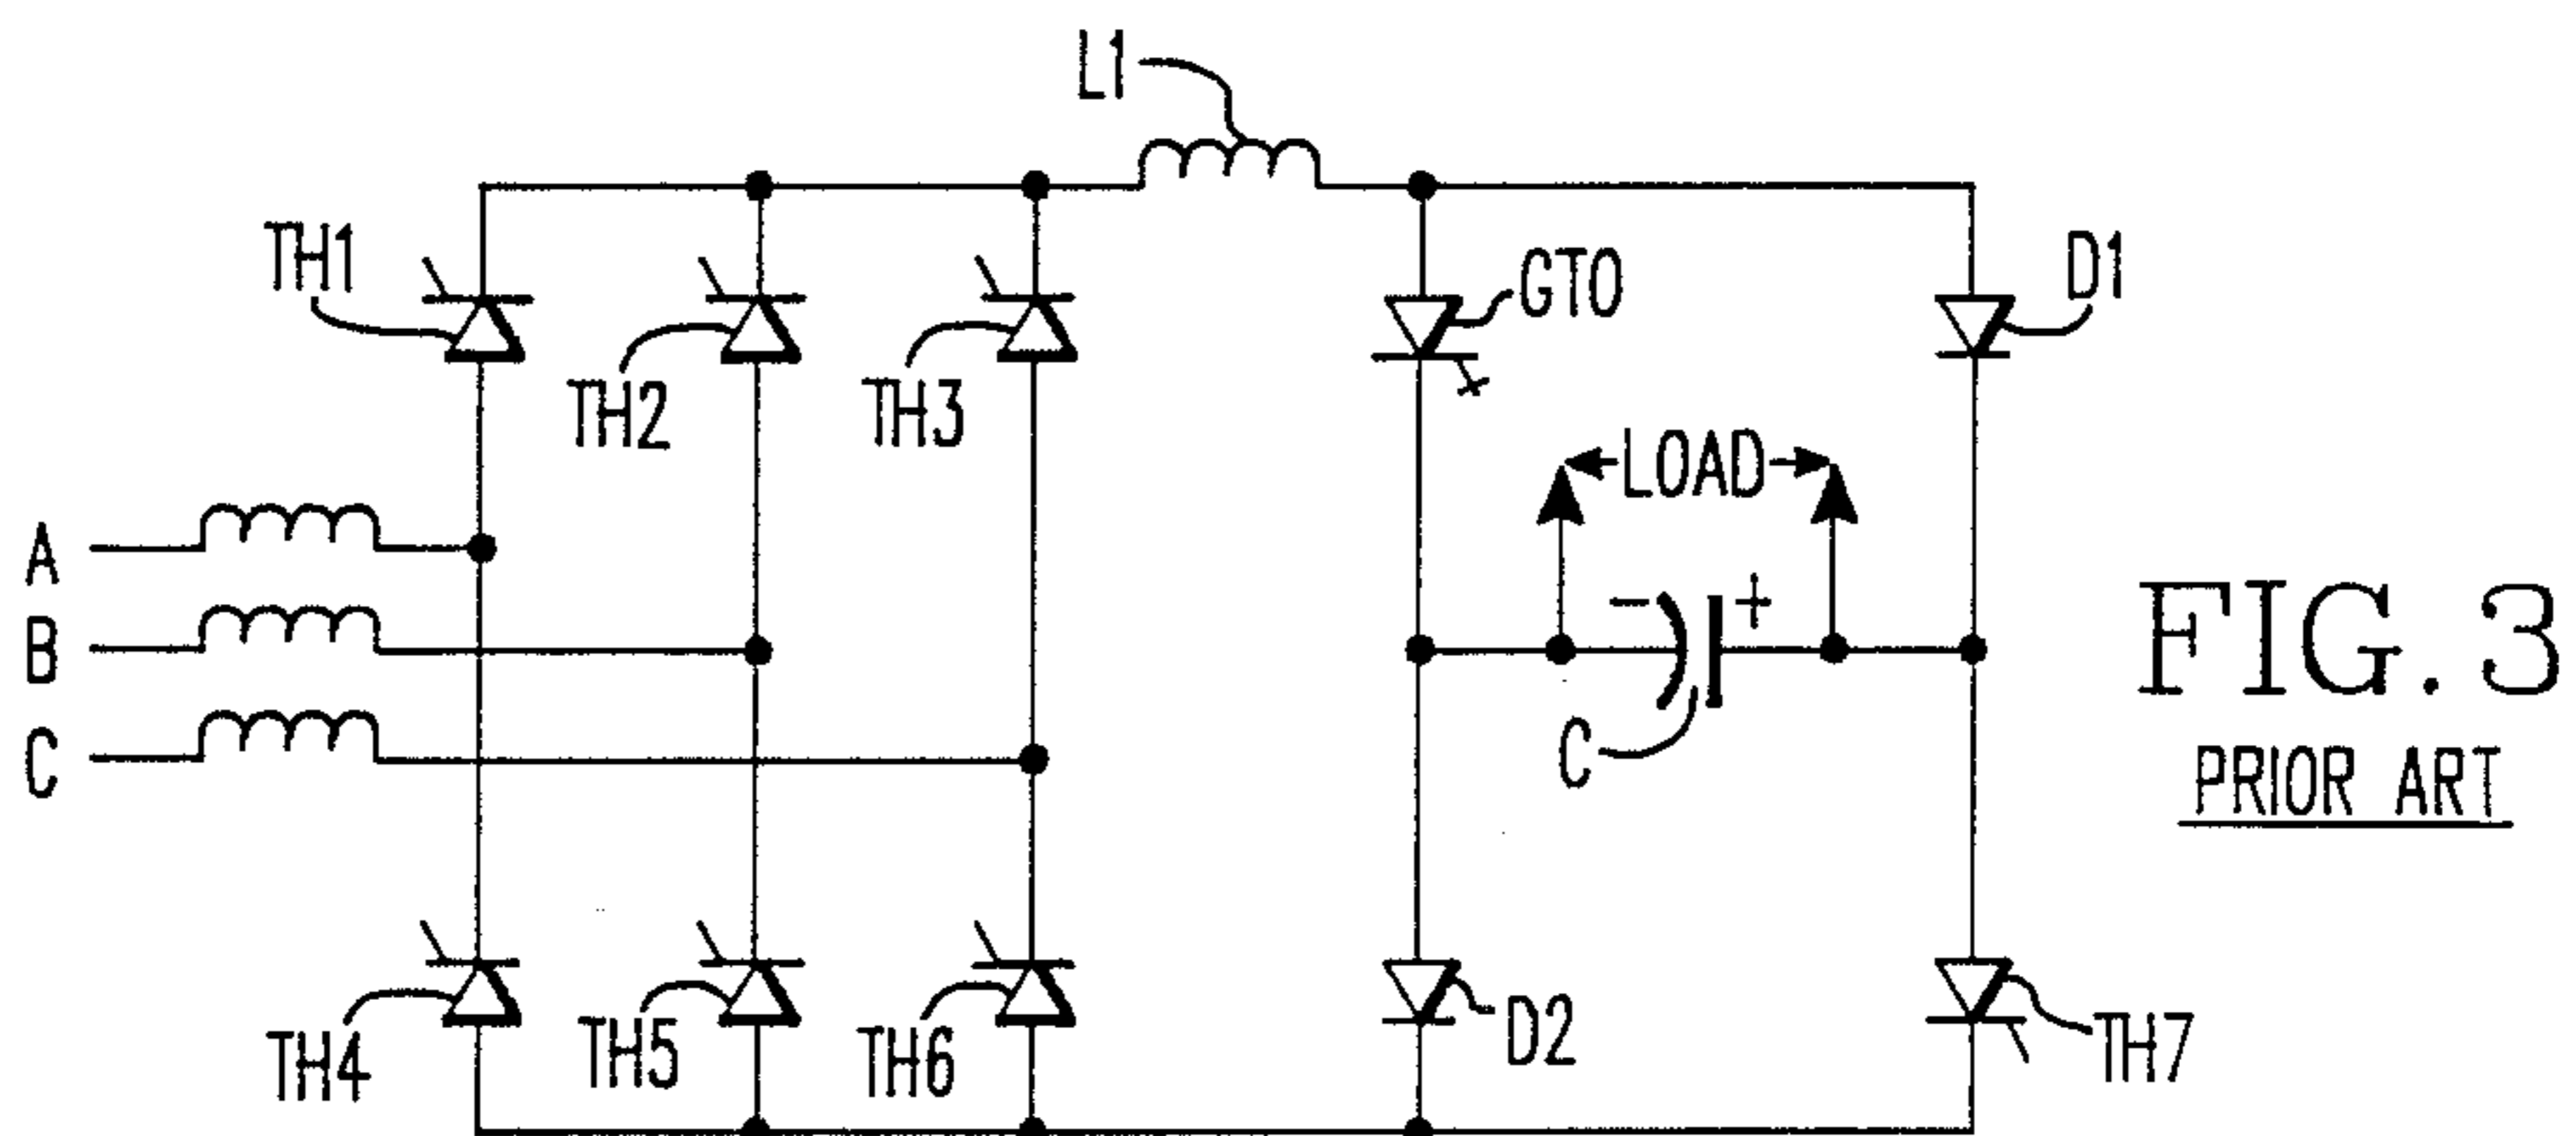 L1
TH1
TH2
TH3
GTO
D1
LOAD
A
B
C
- +
C
TH4
TH5
TH6
D2
TH7
FIG. 3
PRIOR ART